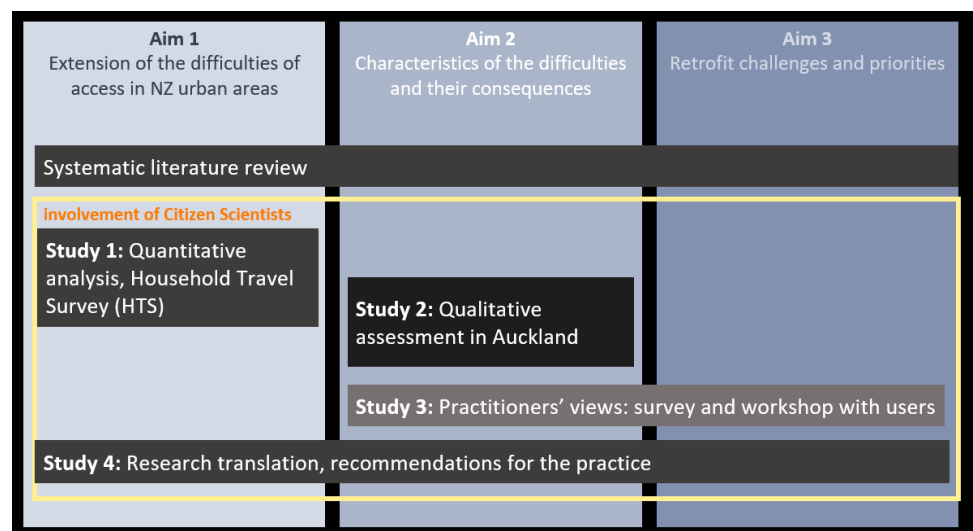 Aim 1
Extension of the difficulties of
access in NZ urban areas
Aim 2
Characteristics of the difficulties
and their consequences
Aim 3
Retrofit challenges and priorities
Systematic literature review
involvement of Citizen Scientists
Study 1: Quantitative
analysis, Household Travel
Survey (HTS)
Study 2: Qualitative
assessment in Auckland
Study 3: Practitioners’ views: survey and workshop with users
Study 4: Research translation, recommendations for the practice